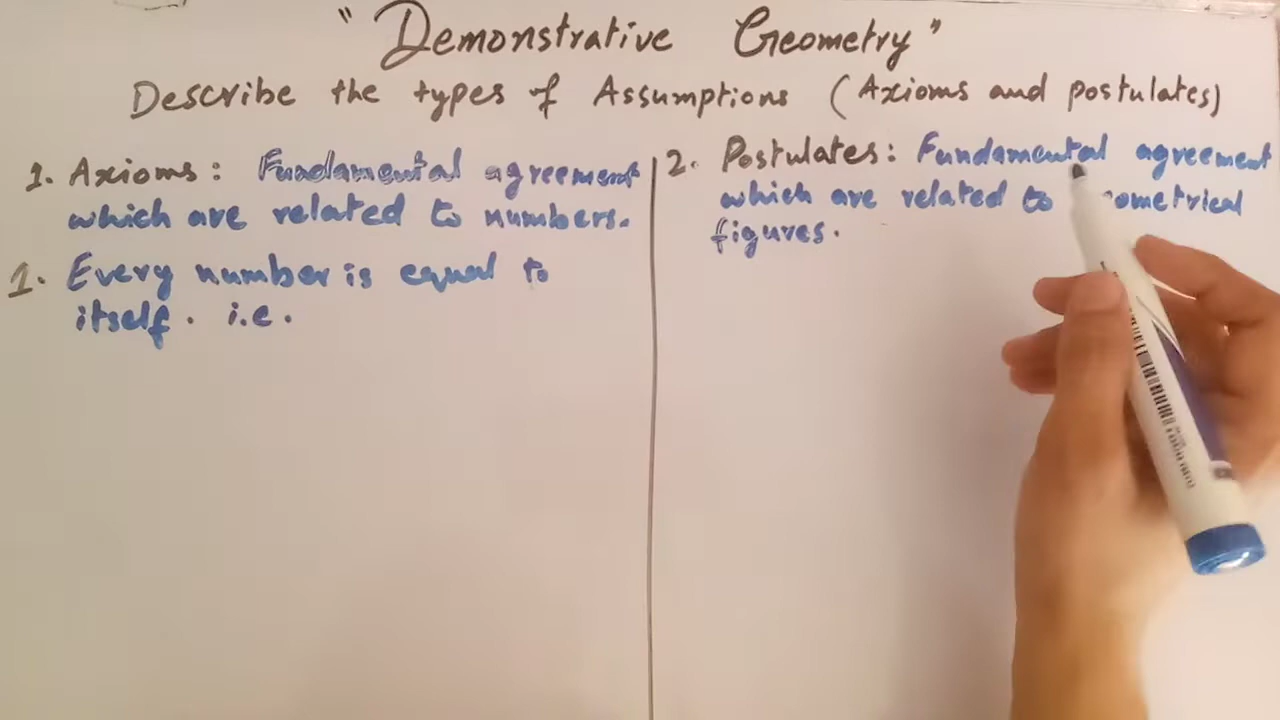 "Demonstrative Geometry"
Describe the types of Assumptions (Axioms and postulates)
1. Axioms: Fundamental agreement
which are related to numbers.
1. Every number is equal to
itself. i.e.
2. Postulates: Fundamental agreement
which are related to ometrical
figures.